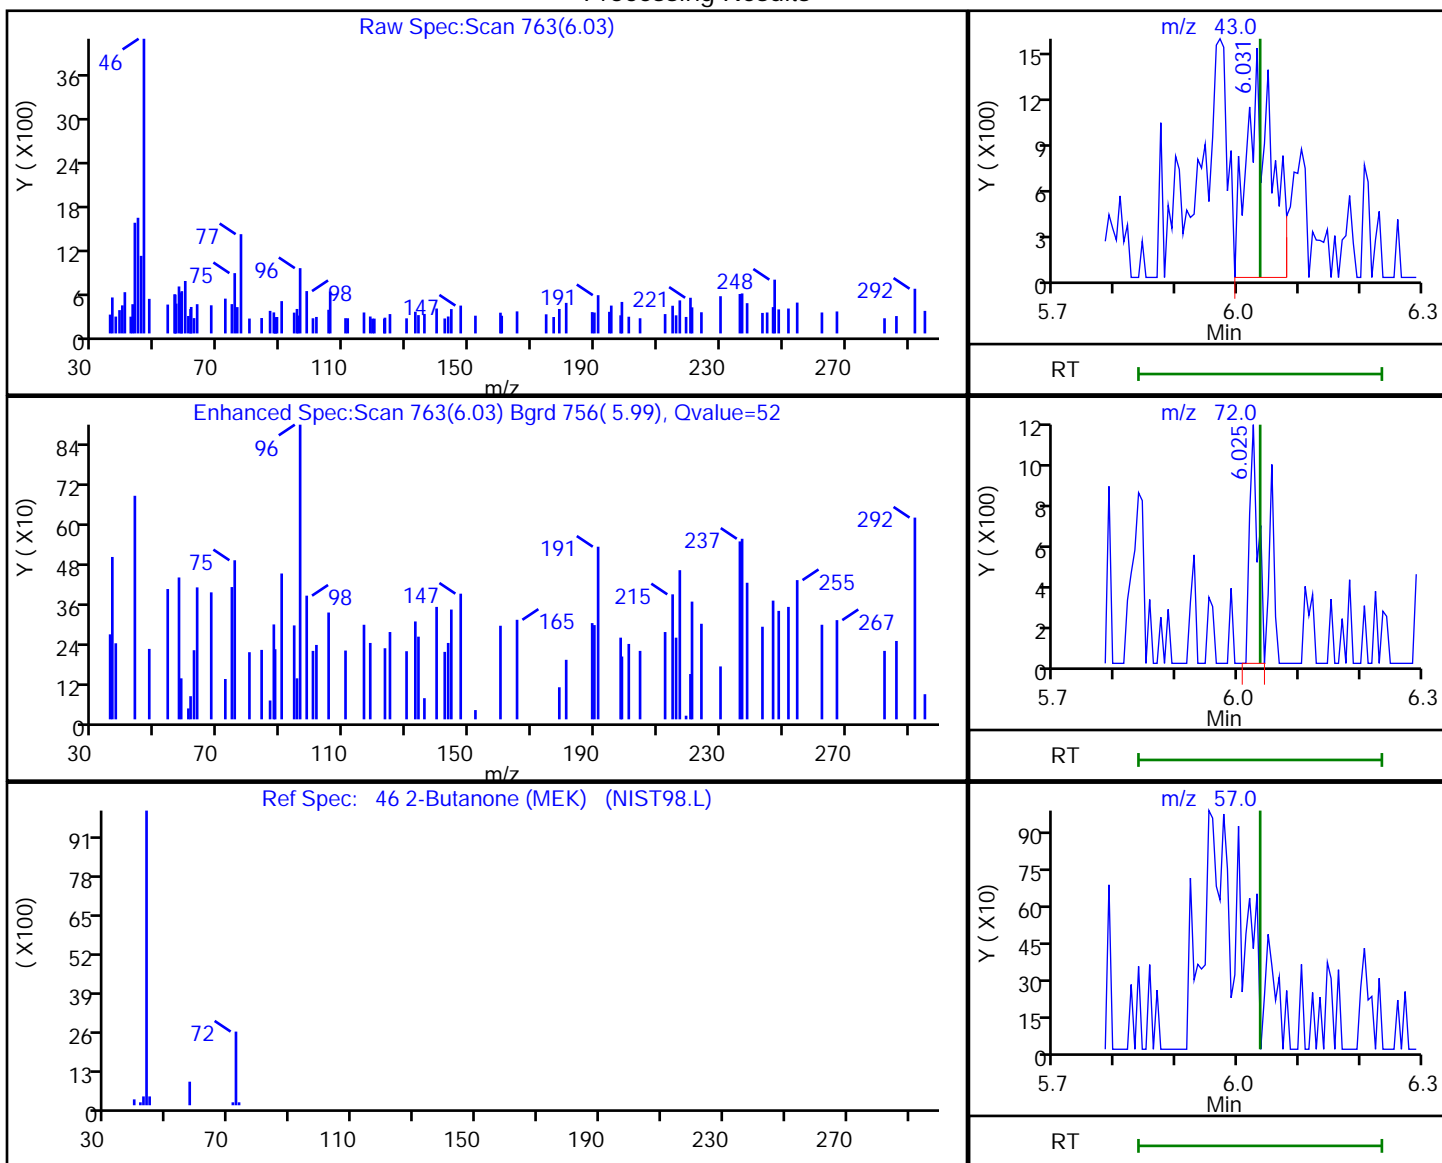 Processing Results
Raw Spec:Scan 763(6.03)
Y ( X100)
36
30
24
18
12
6
0
46
77
75
96
98
147
191
221
248
292
30 70 110 150 190 230 270
m/z
m/z 43.0
Y ( X100)
15
12
9
6
3
0
6.031
5.7 6.0 6.3
Min
RT
Enhanced Spec:Scan 763(6.03) Bgrd 756( 5.99), Qvalue=52
Y ( X10)
84
72
60
48
36
24
12
0
96
75
98
147
165
191
215
237
255
267
292
30 70 110 150 190 230 270
m/z
m/z 72.0
Y ( X100)
12
10
8
6
4
2
0
6.025
5.7 6.0 6.3
Min
RT
Ref Spec: 46 2-Butanone (MEK) (NIST98.L)
( X100)
91
78
65
52
39
26
13
0
72
30 70 110 150 190 230 270
m/z 57.0
Y ( X10)
90
75
60
45
30
15
0
5.7 6.0 6.3
Min
RT